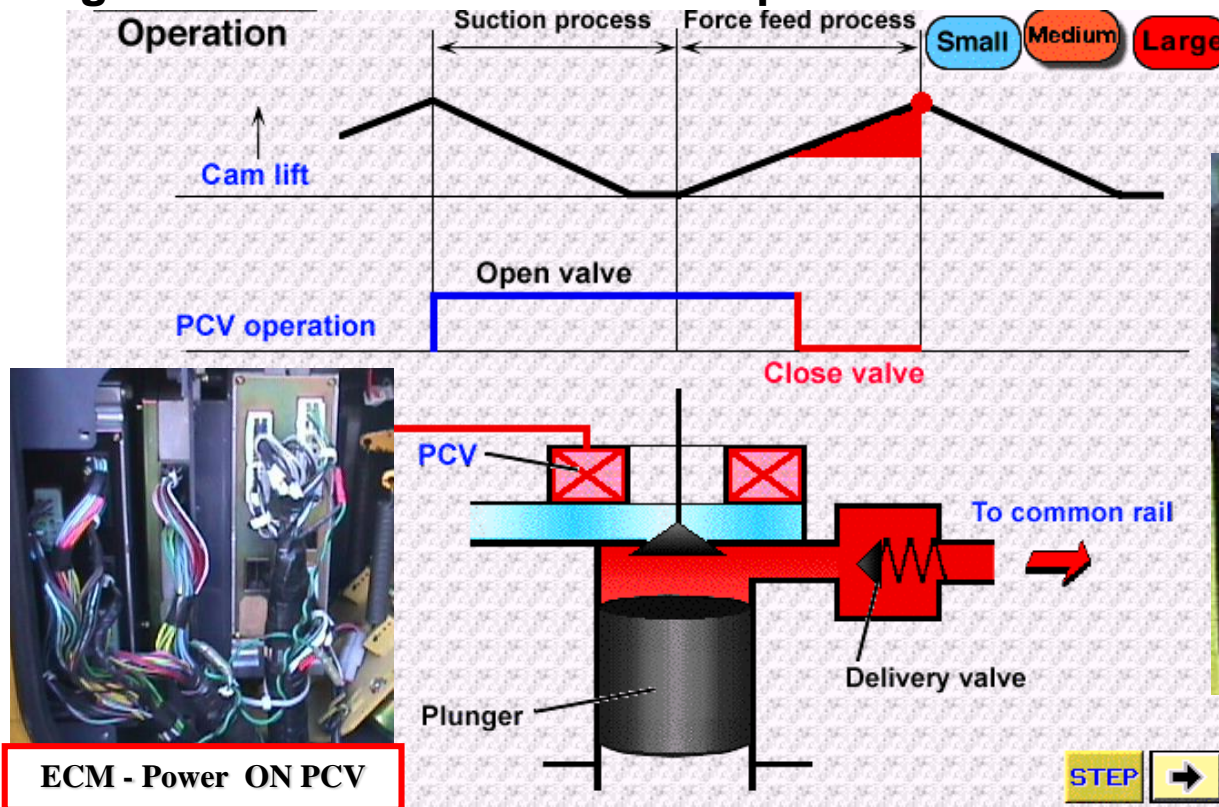 Operation
Suction process
Force feed process
Small
Medium
Large
Cam lift
Open valve
PCV operation
Close valve
PCV
To common rail
Delivery valve
Plunger
ECM - Power ON PCV
STEP